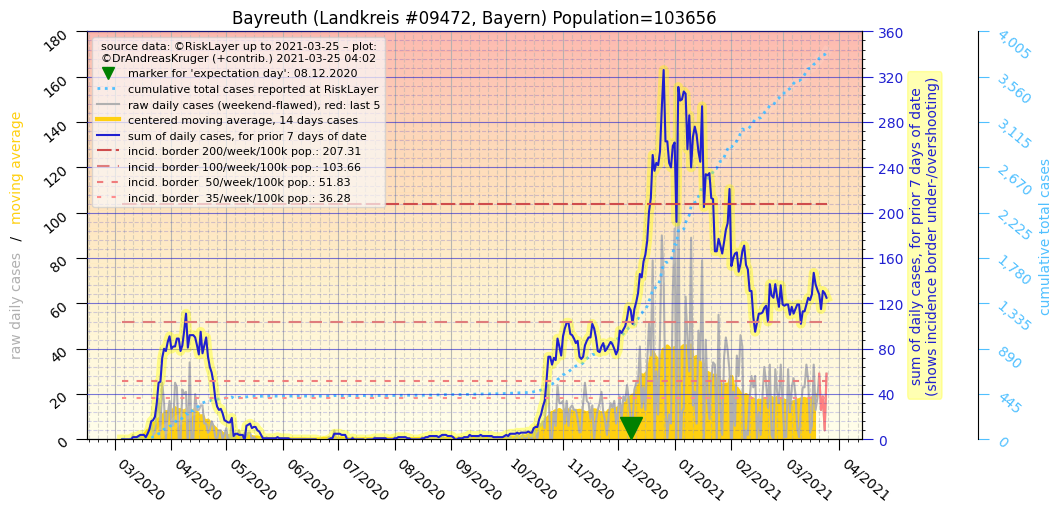 Bayreuth (Landkreis #09472, Bayern) Population=103656
source data: ©RiskLayer up to 2021-03-25 – plot:
©DrAndreasKruger (+contrib.) 2021-03-25 04:02
marker for 'expectation day': 08.12.2020
cumulative total cases reported at RiskLayer
raw daily cases (weekend-flawed), red: last 5
centered moving average, 14 days cases
sum of daily cases, for prior 7 days of date
incid. border 200/week/100k pop.: 207.31
incid. border 100/week/100k pop.: 103.66
incid. border  50/week/100k pop.: 51.83
incid. border  35/week/100k pop.: 36.28
raw daily cases / moving average
180
160
140
120
100
80
60
40
20
0
03/2020
04/2020
05/2020
06/2020
07/2020
08/2020
09/2020
10/2020
11/2020
12/2020
01/2021
02/2021
03/2021
04/2021
360
320
280
240
200
160
120
80
40
0
sum of daily cases, for prior 7 days of date
(shows incidence border under-/overshooting)
4,005
3,560
3,115
2,670
2,225
1,780
1,335
890
445
0
cumulative total cases